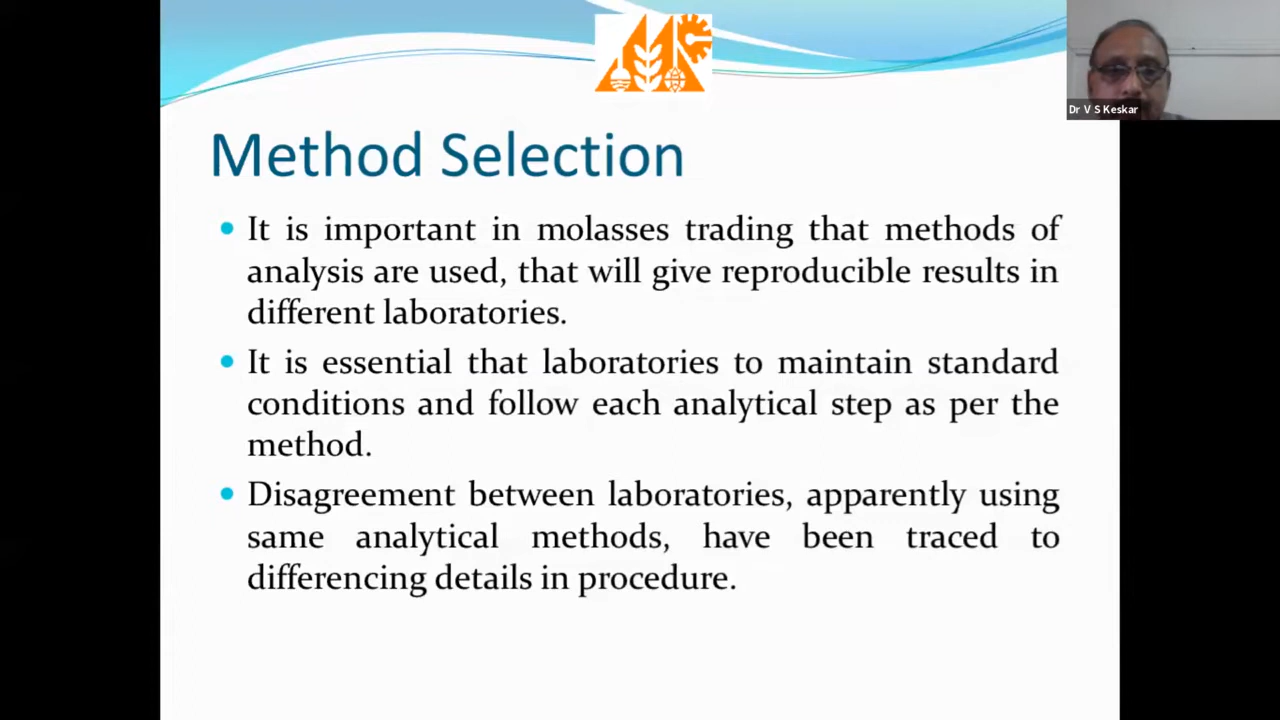 Dr V S Keskar
Method Selection
• It is important in molasses trading that methods of
analysis are used, that will give reproducible results in
different laboratories.
• It is essential that laboratories to maintain standard
conditions and follow each analytical step as per the
method.
• Disagreement between laboratories, apparently using
same analytical methods, have been traced to
differencing details in procedure.